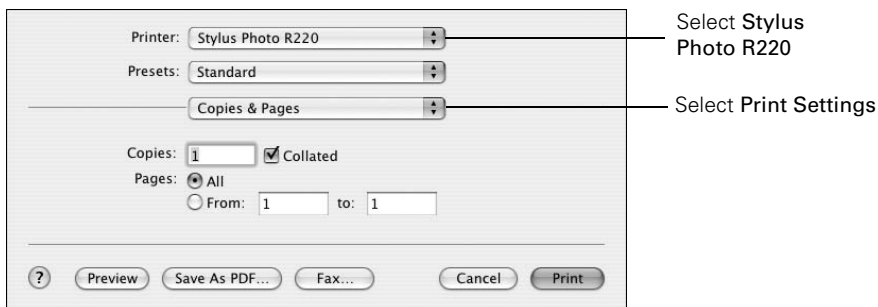 Printer: Stylus Photo R220
Select Stylus
Photo R220
Presets: Standard
Copies & Pages
Select Print Settings
Copies: 1 Collated
Pages: All
From: 1 to: 1
? Preview Save As PDF... Fax... Cancel Print